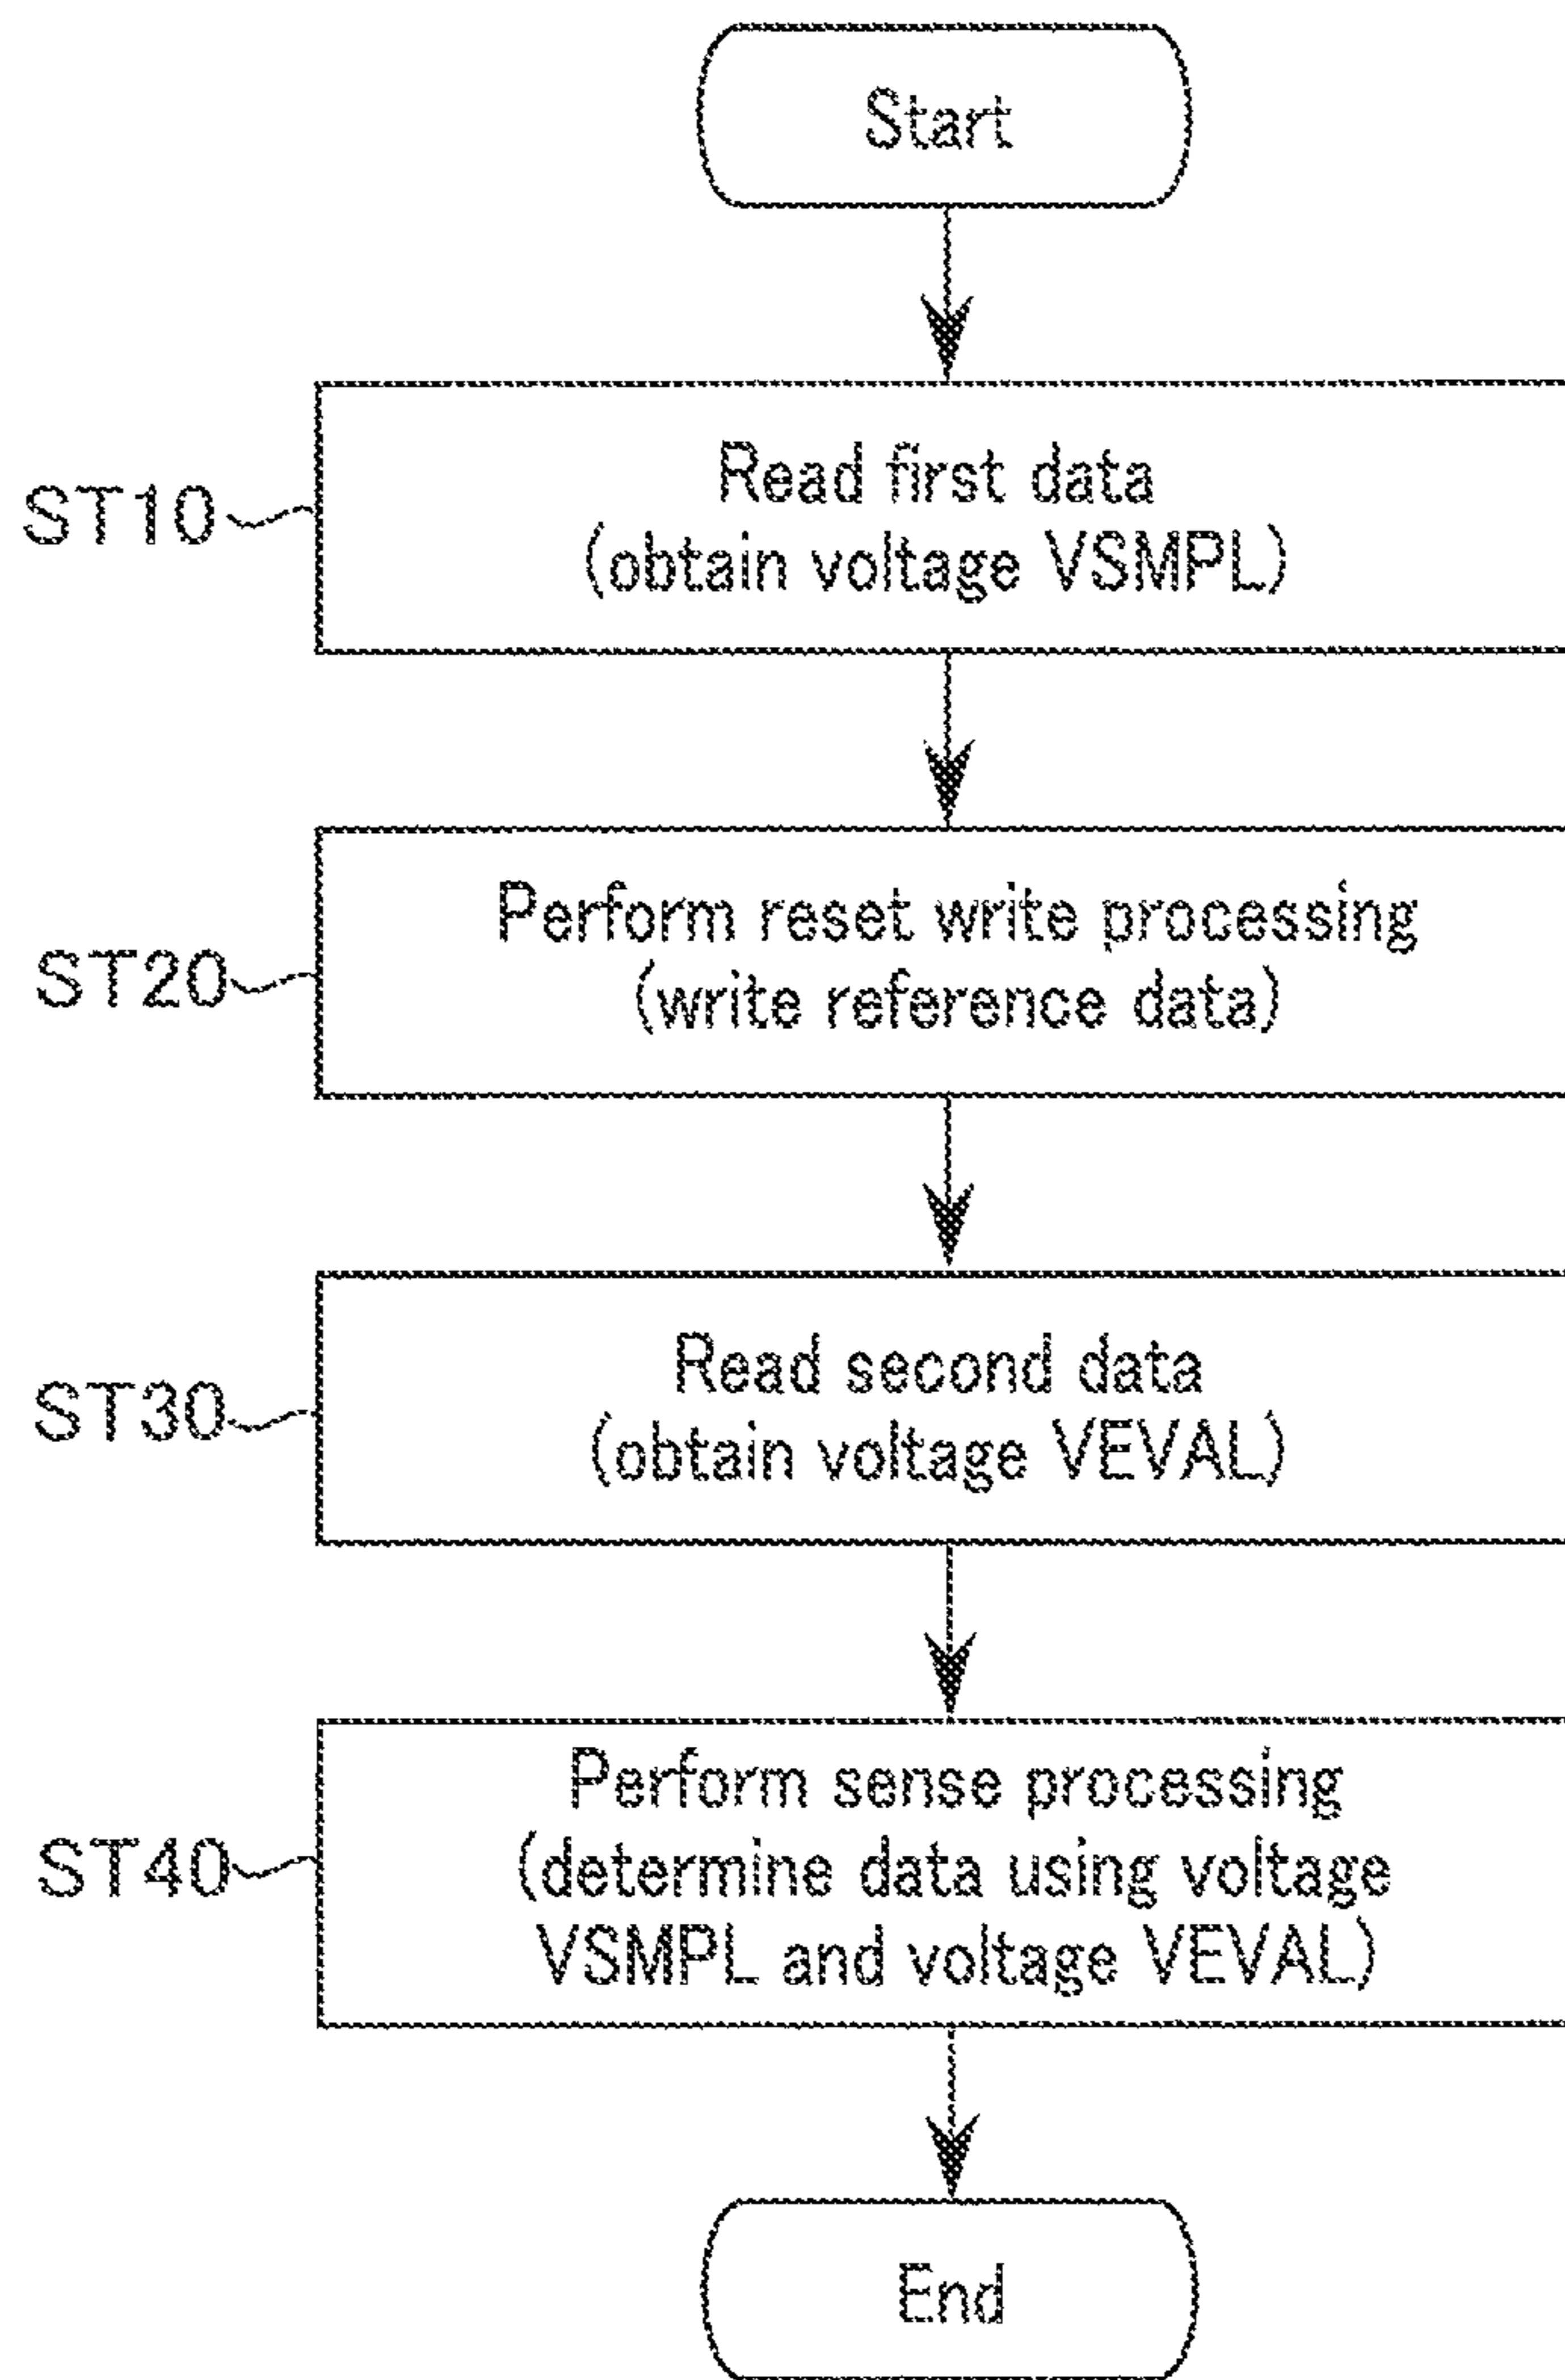 Start
ST10
Read first data
(obtain voltage VSMPL)
ST20
Perform reset write processing
(write reference data)
ST30
Read second data
(obtain voltage VEVAL)
ST40
Perform sense processing
(determine data using voltage
VSMPL and voltage VEVAL)
End